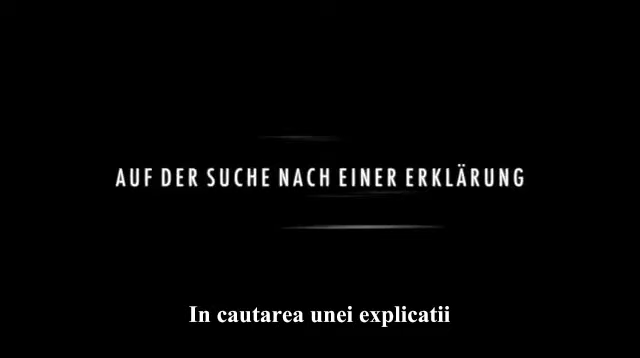 AUF DER SUCHE NACH EINER ERKLÄRUNG
In cautarea unei explicatii